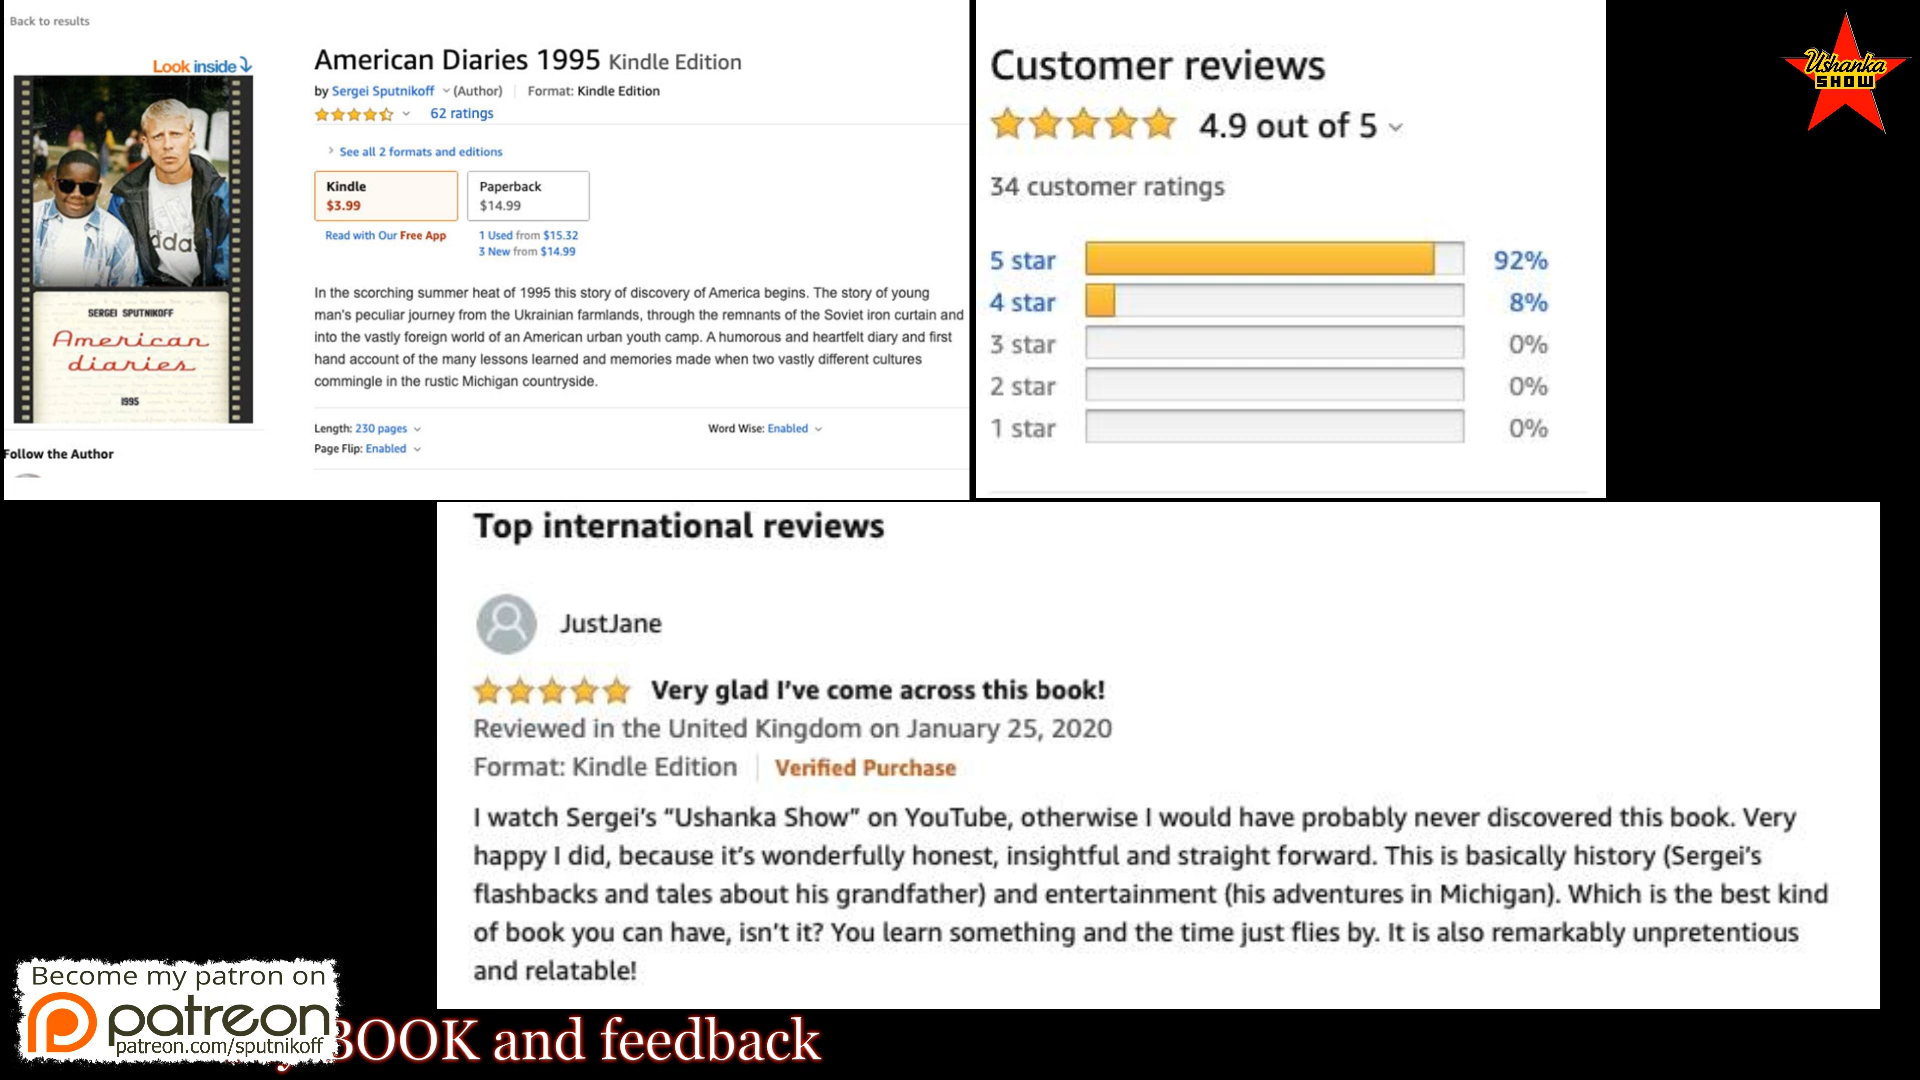 Back to results
Look inside
American Diaries 1995 Kindle Edition
by Sergei Sputnikoff (Author) Format: Kindle Edition
62 ratings
See all 2 formats and editions
Kindle
$3.99
Paperback
$14.99
Read with Our Free App
1 Used from $15.32
3 New from $14.99
In the scorching summer heat of 1995 this story of discovery of America begins. The story of young
man's peculiar journey from the Ukrainian farmlands, through the remnants of the Soviet iron curtain and
into the vastly foreign world of an American urban youth camp. A humorous and heartfelt diary and first
hand account of the many lessons learned and memories made when two vastly different cultures
commingle in the rustic Michigan countryside.
Length: 230 pages
Word Wise: Enabled
Page Flip: Enabled
dida
SERGEI SPUTNIKOFF
American
diaries
1995
Follow the Author
Customer reviews
4.9 out of 5
34 customer ratings
5 star 92%
4 star 8%
3 star 0%
2 star 0%
1 star 0%
Ushanka
SHOW
Top international reviews
JustJane
Very glad I've come across this book!
Reviewed in the United Kingdom on January 25, 2020
Format: Kindle Edition Verified Purchase
I watch Sergei's “Ushanka Show” on YouTube, otherwise I would have probably never discovered this book. Very
happy I did, because it's wonderfully honest, insightful and straight forward. This is basically history (Sergei's
flashbacks and tales about his grandfather) and entertainment (his adventures in Michigan). Which is the best kind
of book you can have, isn't it? You learn something and the time just flies by. It is also remarkably unpretentious
and relatable!
Become my patron on
patreon
patreon.com/sputnikoff
BOOK and feedback